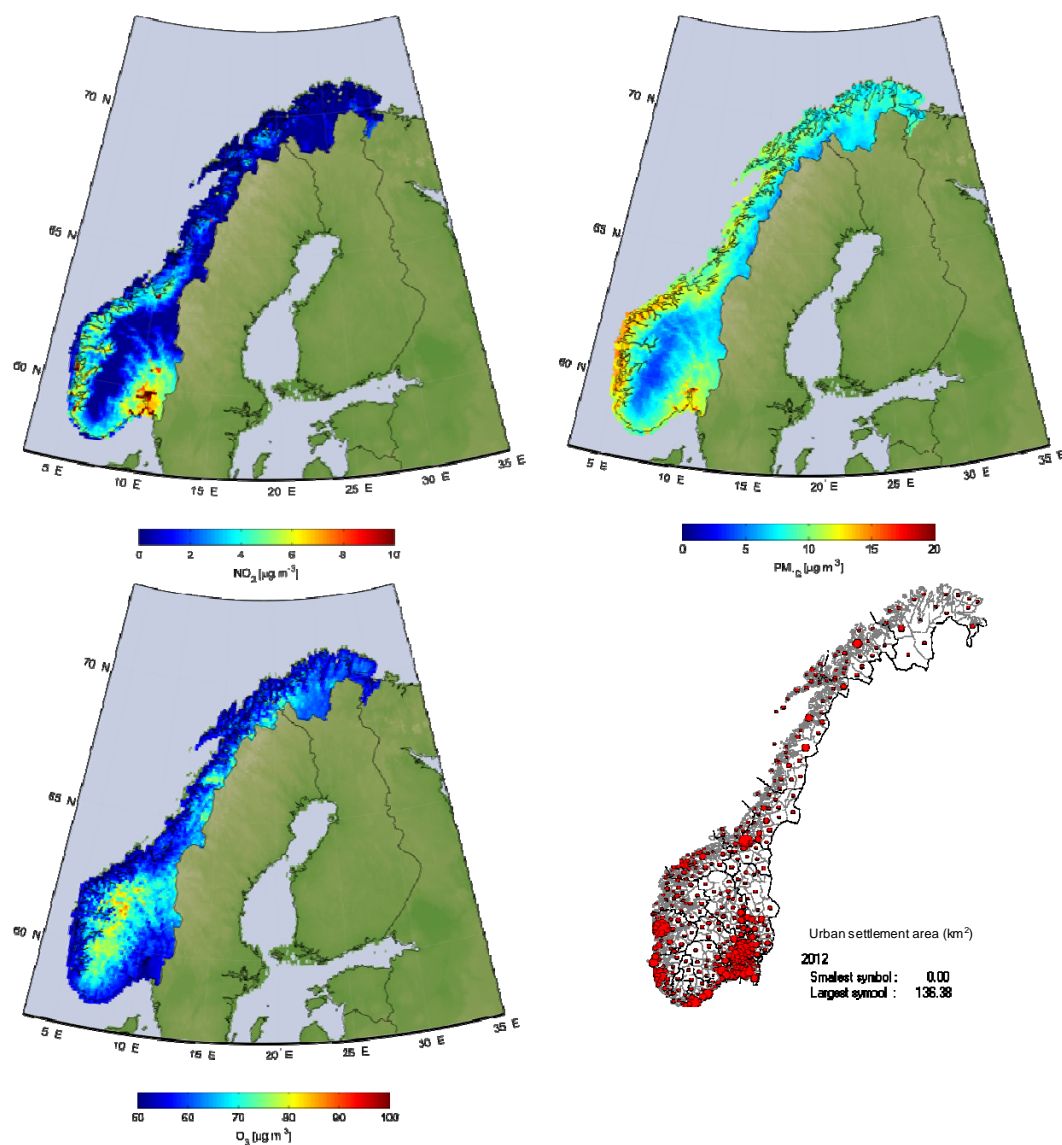 70 N
65 N
60 N
5 E
10 E
15 E
20 E
25 E
30 E
35 E
0 2 4 6 8 10
NO2 [µg.m-3]
70 N
65 N
60 N
5 E
10 E
15 E
20 E
25 E
30 E
35 E
0 5 10 15 20
PM10 [µg m-3]
70 N
65 N
60 N
5 E
10 E
15 E
20 E
25 E
30 E
35 E
60 70 80 90 100
O3 [µg m-3]
Urban settlement area (km2)
2012
Smalest symbol : 0.00
Largest symbol : 136.38